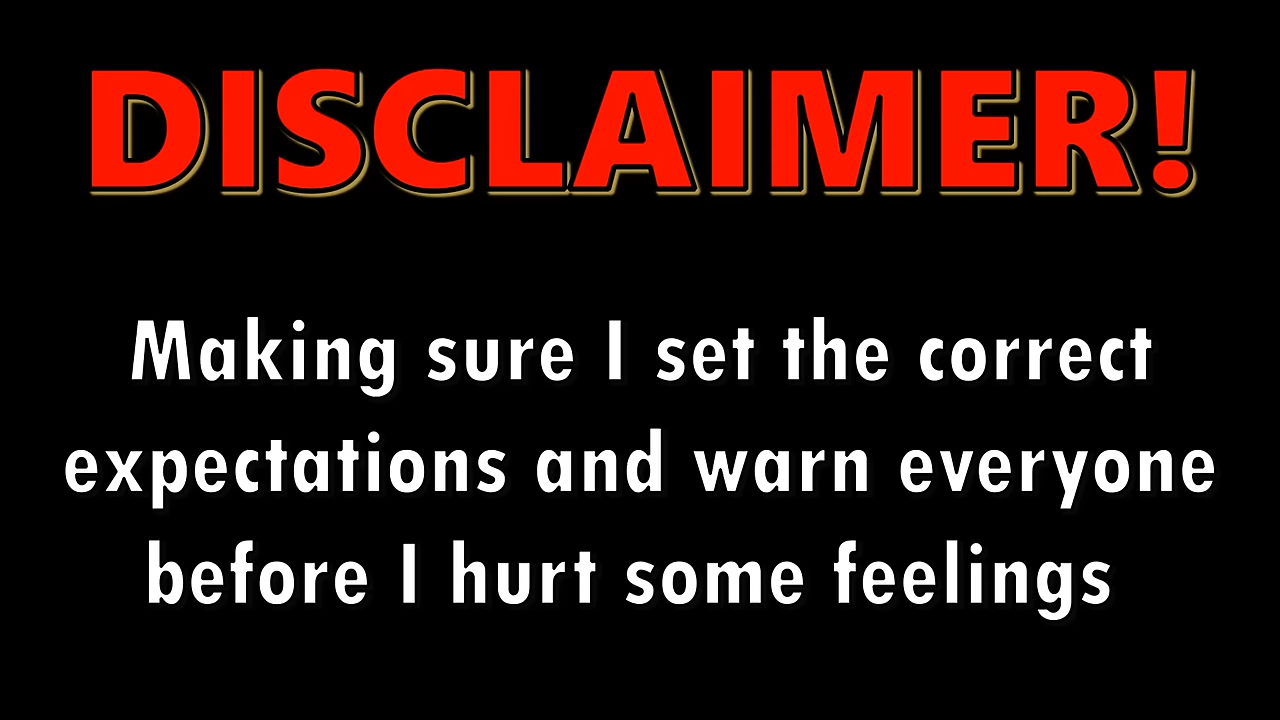 DISCLAIMER!
Making sure I set the correct
expectations and warn everyone
before I hurt some feelings